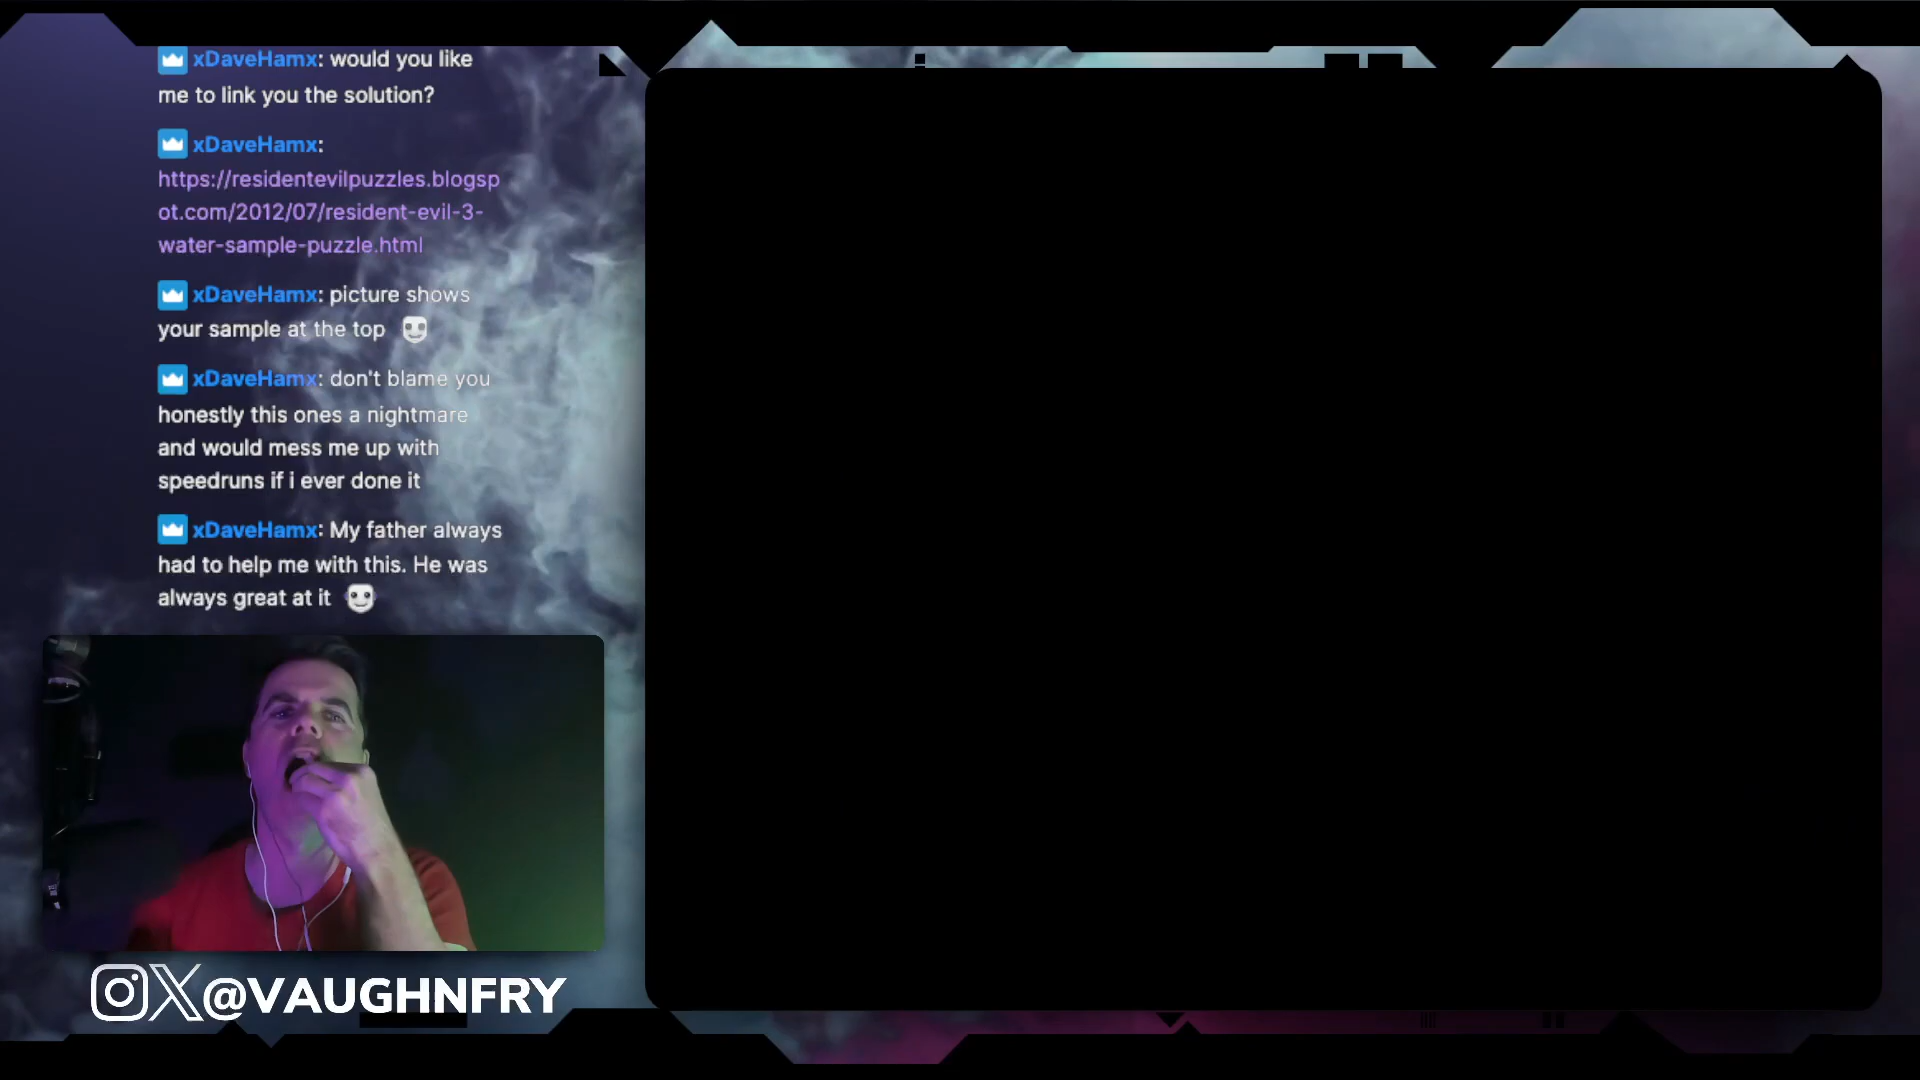 xDaveHamx: would you like
me to link you the solution?
xDaveHamx:
https://residentevilpuzzles.blogsp
ot.com/2012/07/resident-evil-3-
water-sample-puzzle.html
xDaveHamx: picture shows
your sample at the top
xDaveHamx: don't blame you
honestly this ones a nightmare
and would mess me up with
speedruns if i ever done it
xDaveHamx: My father always
had to help me with this. He was
always great at it
@VAUGHNFRY